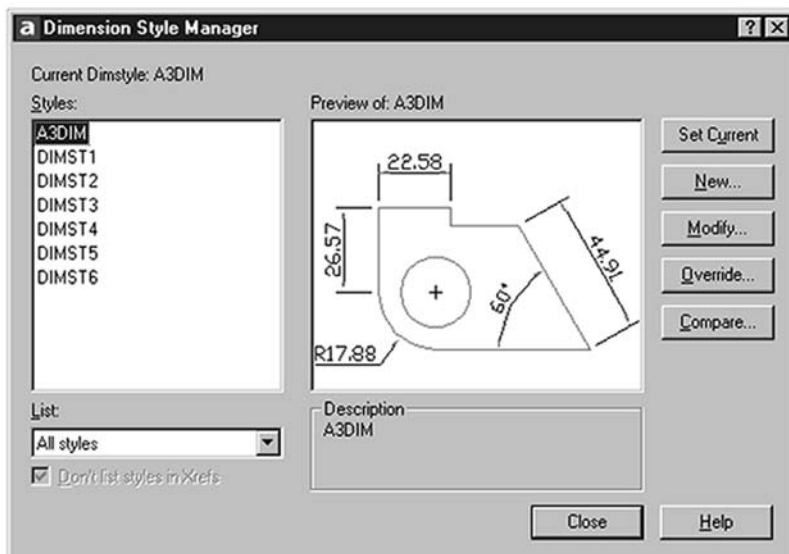 a Dimension Style Manager
Current Dimstyle: A3DIM
Styles:
A3DIM
DIMST1
DIMST2
DIMST3
DIMST4
DIMST5
DIMST6
List:
All styles
Don't list styles in Xrefs
Preview of: A3DIM
22.58
26.57
44.91
60°
R17.88
Description
A3DIM
Set Current
New...
Modify...
Override...
Compare...
Close
Help